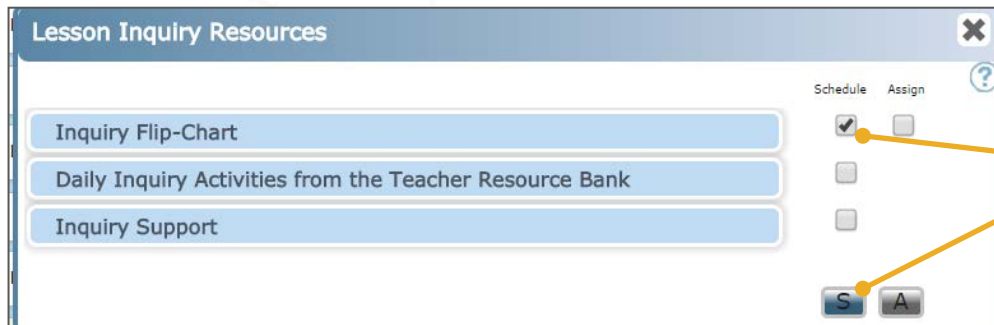 Lesson Inquiry Resources
?
Schedule Assign
Inquiry Flip-Chart
Daily Inquiry Activities from the Teacher Resource Bank
Inquiry Support
S A